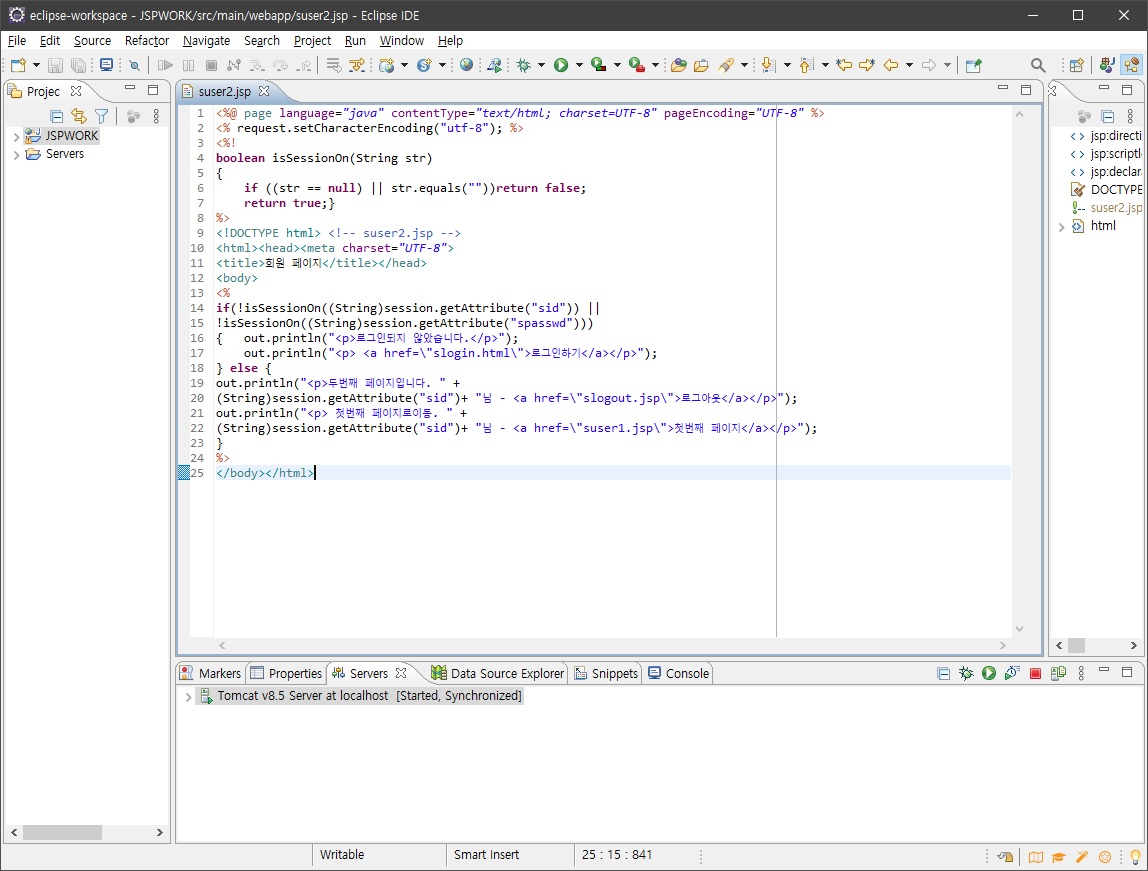 eclipse-workspace - JSPWORK/src/main/webapp/suser2.jsp - Eclipse IDE
File Edit Source Refactor Navigate Search Project Run Window Help
Projec
JSPWORK
Servers
suser2.jsp
1 <%@ page language="java" contentType="text/html; charset=UTF-8" pageEncoding="UTF-8" %>
2 <% request.setCharacterEncoding("utf-8"); %>
3 <%!
4 boolean isSessionOn(String str)
5 {
6     if ((str == null) || str.equals(""))return false;
7     return true;}
8 %>
9 <!DOCTYPE html> <!-- suser2.jsp -->
10 <html><head><meta charset="UTF-8">
11 <title>회원 페이지</title></head>
12 <body>
13 <%
14 if(!isSessionOn((String)session.getAttribute("sid")) ||
15 !isSessionOn((String)session.getAttribute("spasswd")))
16 {   out.println("<p>로그인되지 않았습니다.</p>");
17     out.println("<p> <a href=\"slogin.html\">로그인하기</a></p>");
18 } else {
19 out.println("<p>두번째 페이지입니다. " +
20 (String)session.getAttribute("sid")+ "님 - <a href=\"slogout.jsp\">로그아웃</a></p>");
21 out.println("<p> 첫번째 페이지로이동. " +
22 (String)session.getAttribute("sid")+ "님 - <a href=\"suser1.jsp\">첫번째 페이지</a></p>");
23 }
24 %>
25 </body></html>
jsp:directi
jsp:scriptl
jsp:declar
DOCTYPE
suser2.jsp
html
Markers Properties Servers Data Source Explorer Snippets Console
Tomcat v8.5 Server at localhost [Started, Synchronized]
Writable Smart Insert 25 : 15 : 841